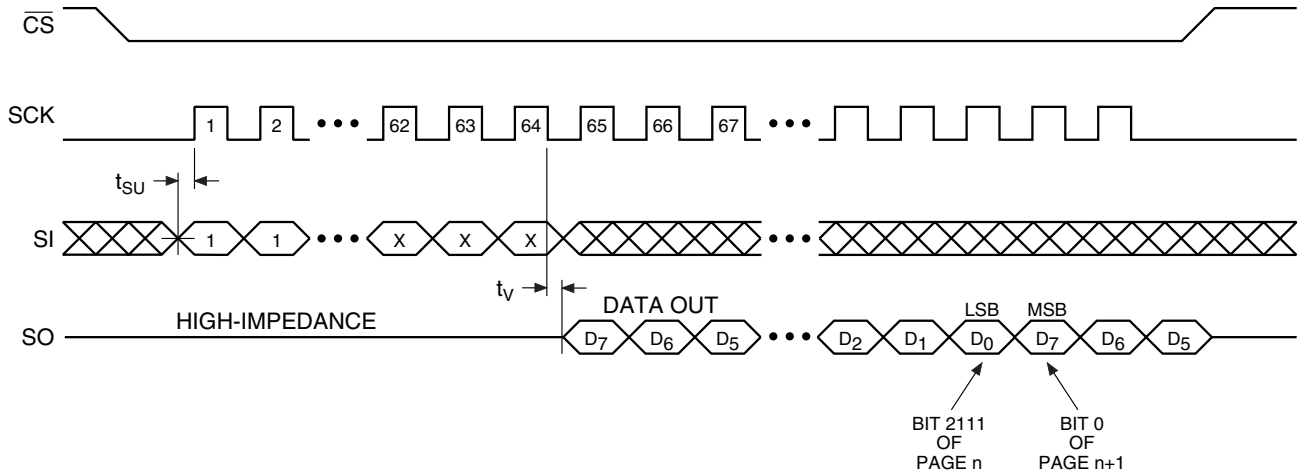 CS
SCK 1 2 ••• 62 63 64 65 66 67 •••
tSU
SI 1 1 ••• X X X •••
tV
DATA OUT
LSB MSB
HIGH-IMPEDANCE
SO D7 D6 D5 ••• D2 D1 D0 D7 D6 D5
BIT 2111
OF
PAGE n
BIT 0
OF
PAGE n+1